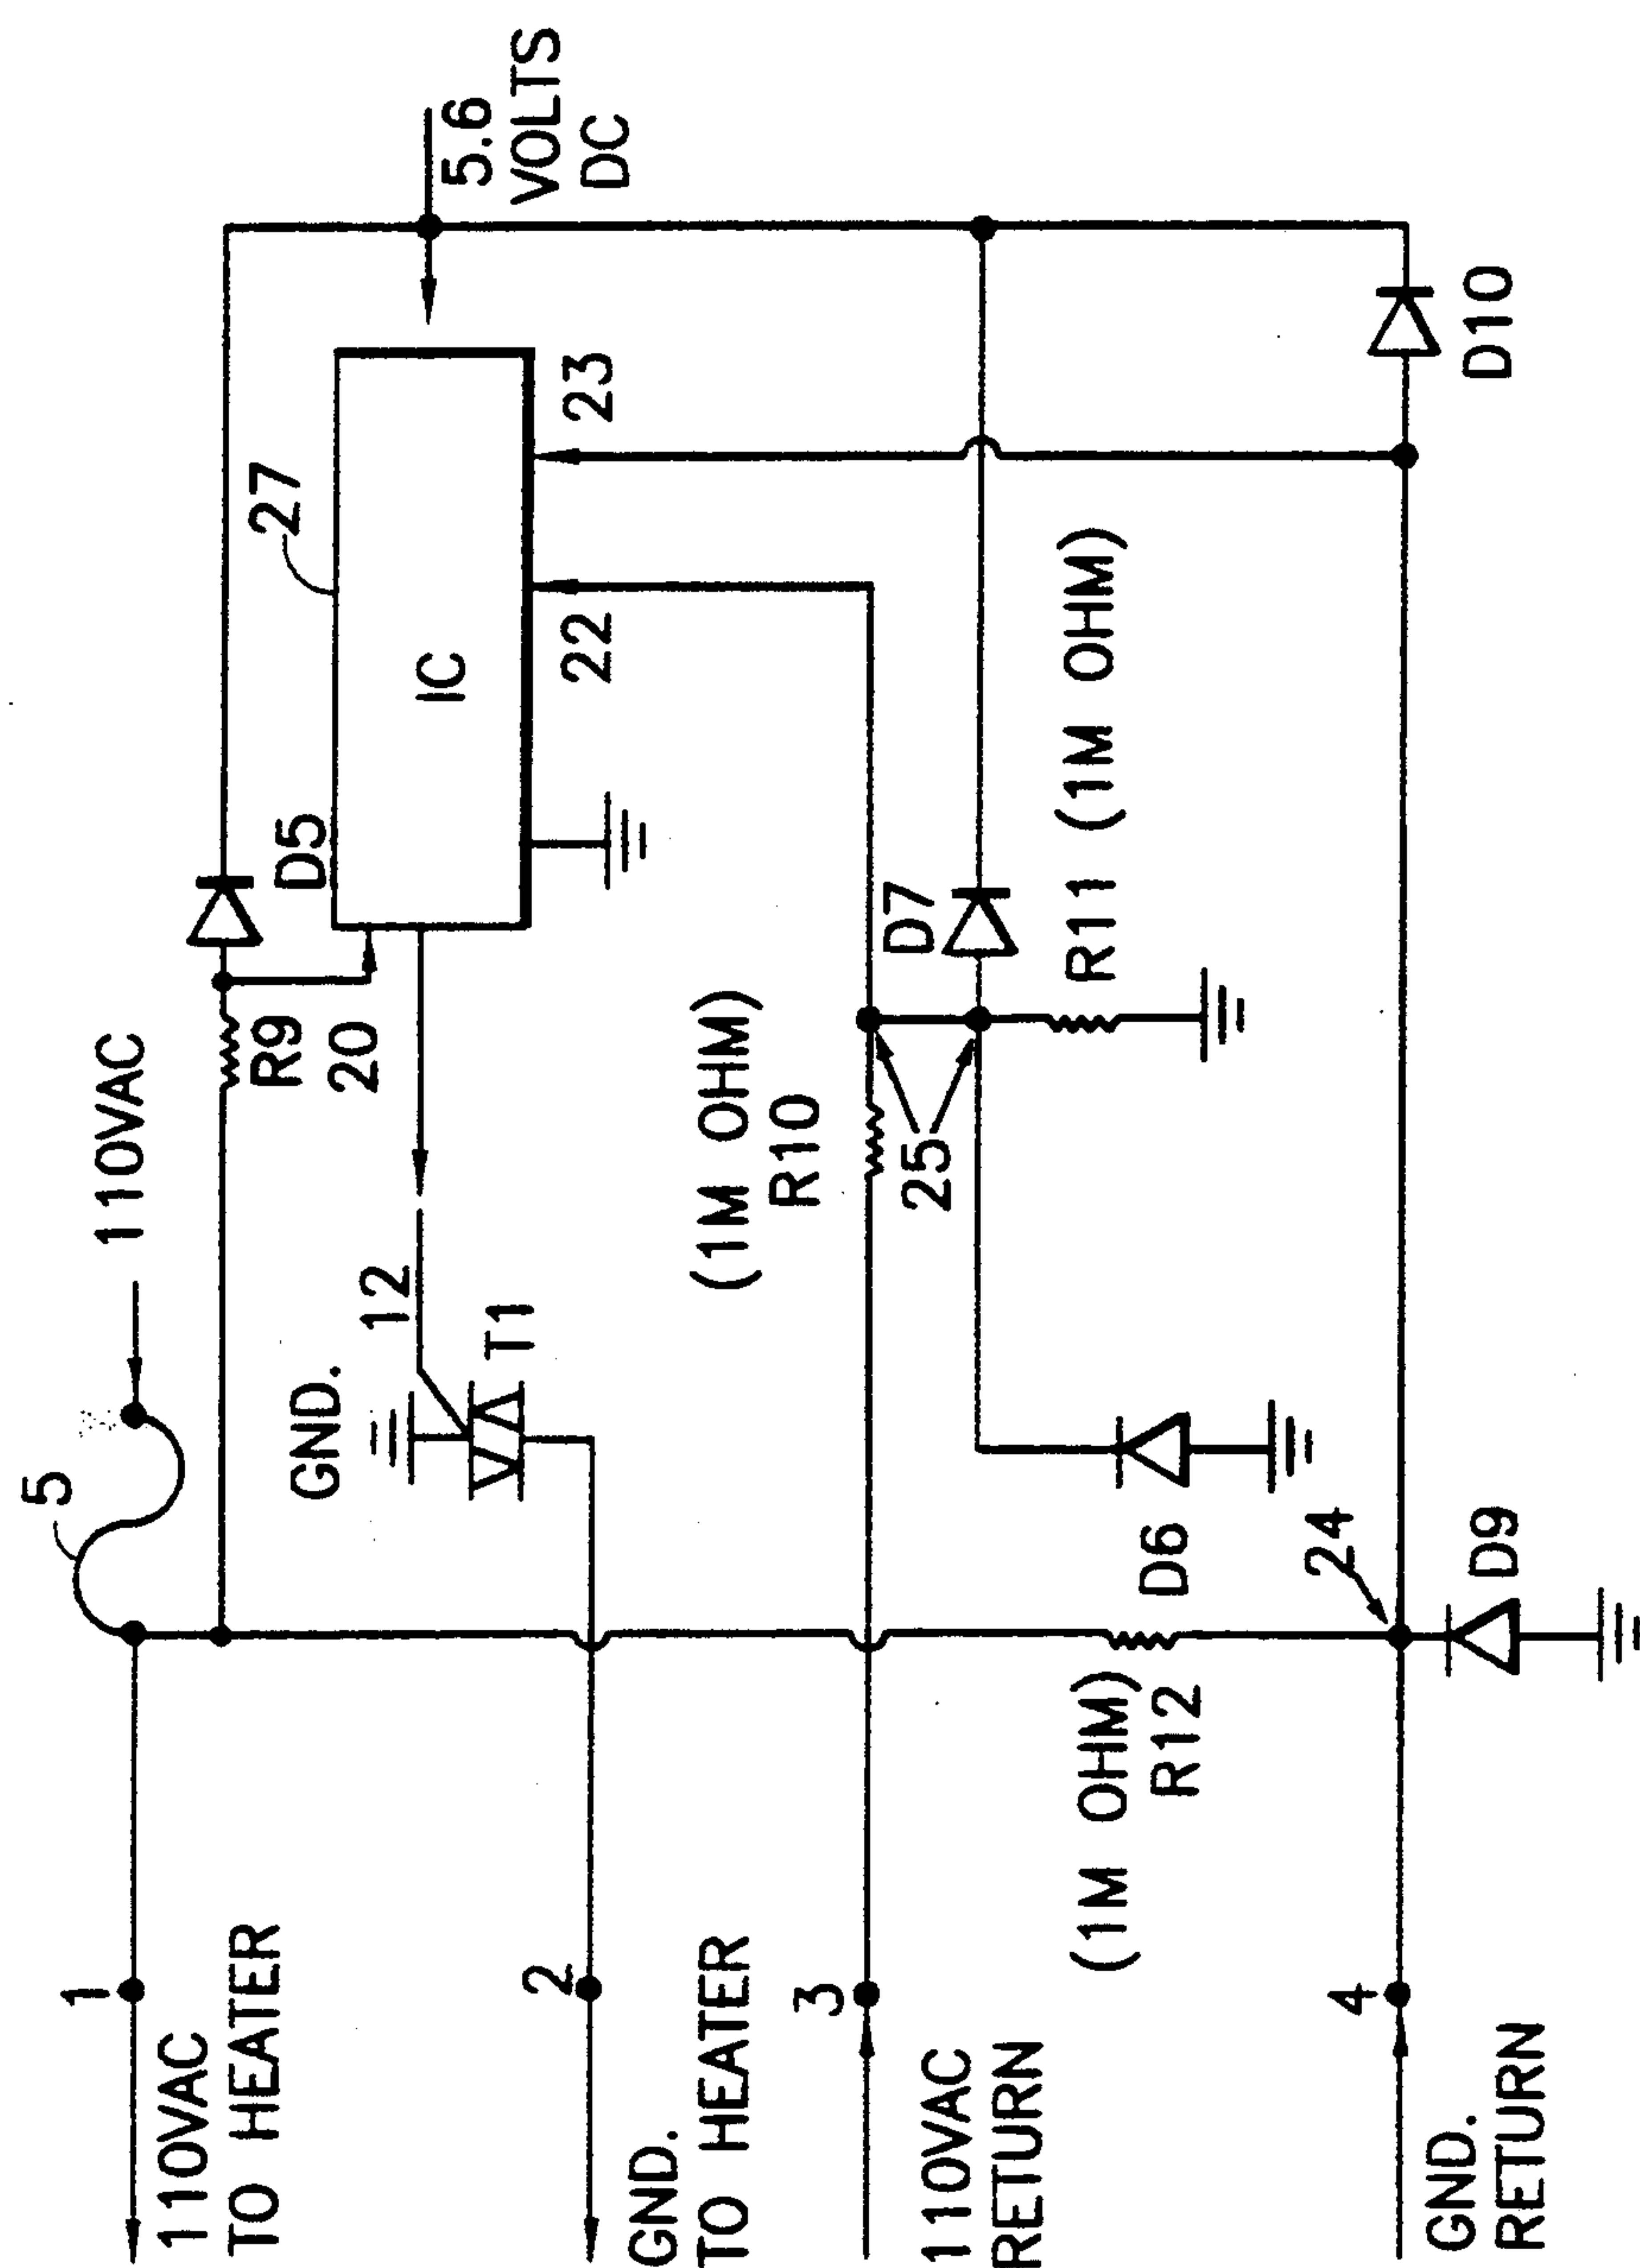 5
110VAC
1
110VAC
TO HEATER
R9
20
D5
27
IC
5.6
VOLTS
DC
GND.
12
T1
2
GND.
TO HEATER
22
23
(1M OHM)
R10
3
110VAC
RETURN
25
D7
R11 (1M OHM)
D6
(1M OHM)
R12
24
4
GND.
RETURN
D9
D10